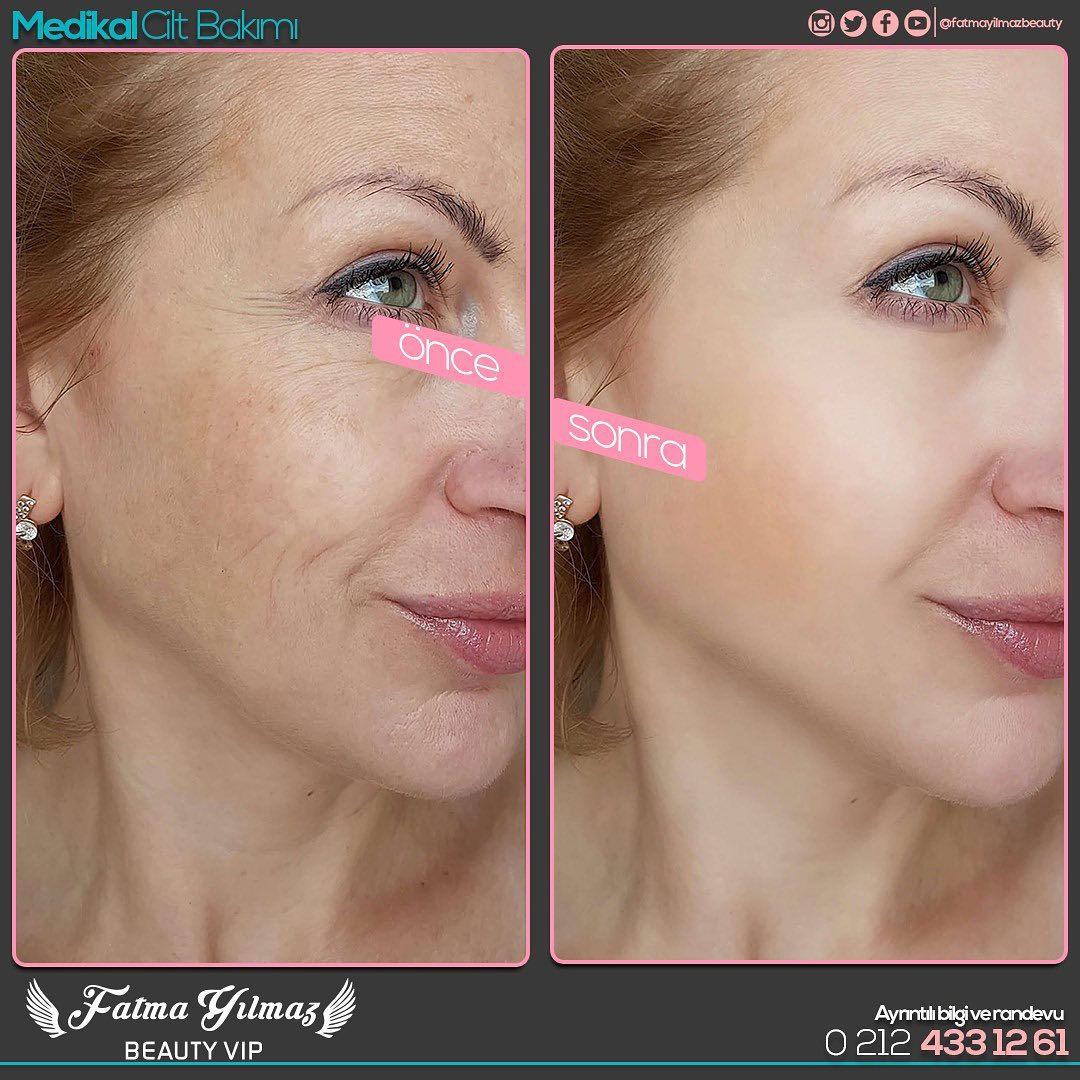 Medikal Cilt Bakımı
@fatmayilmazbeauty
önce
sonra
Fatma Yılmaz
BEAUTY VIP
Ayrıntılı bilgi ve randevu
0 212 433 12 61